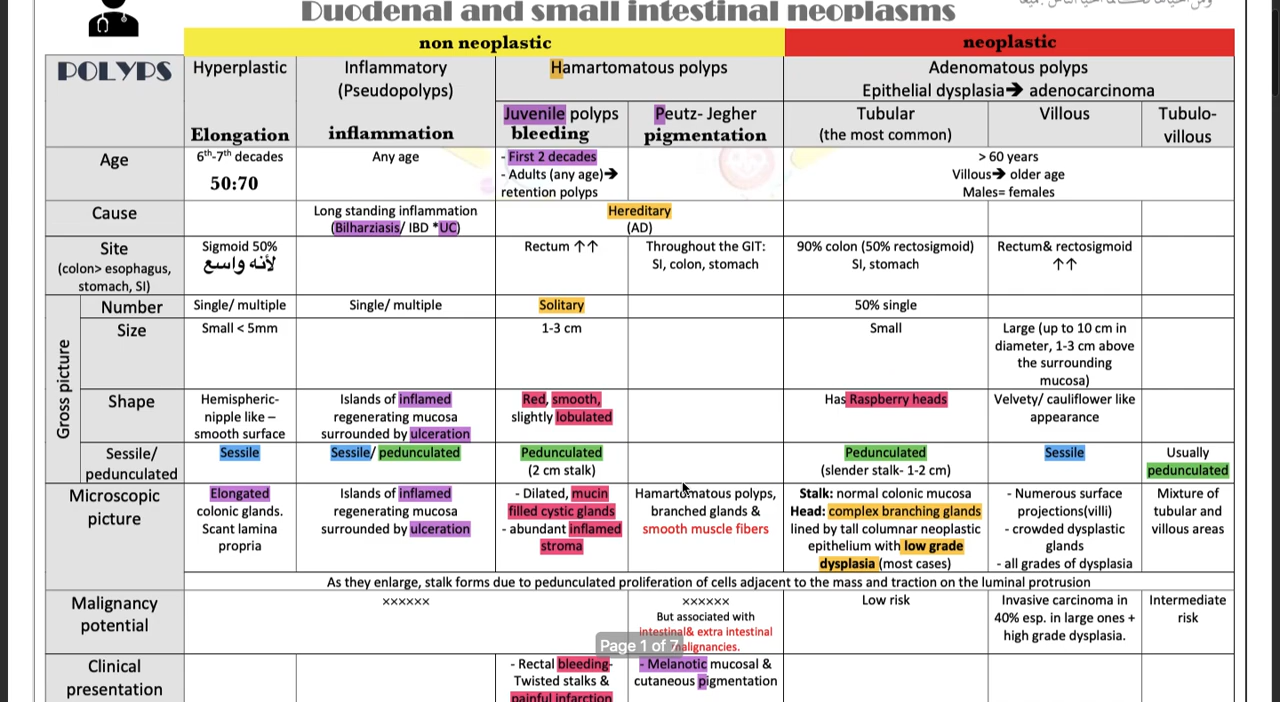 Duodenal and small intestinal neoplasms
non neoplastic
neoplastic
POLYPS
Hyperplastic
Elongation
Inflammatory
(Pseudopolyps)
inflammation
Hamartomatous polyps
Juvenile polyps
bleeding
Peutz- Jegher
pigmentation
Adenomatous polyps
Epithelial dysplasia➔ adenocarcinoma
Tubular
(the most common)
Villous
Tubulo-
villous
Age
6th-7th decades
50:70
Any age
- First 2 decades
- Adults (any age)➔
retention polyps
> 60 years
Villous➔ older age
Males= females
Cause
Long standing inflammation
(Bilharziasis/ IBD *UC)
Hereditary
(AD)
Site
(colon> esophagus,
stomach, SI)
Sigmoid 50%
لأنه واسع
Rectum ↑↑
Throughout the GIT:
SI, colon, stomach
90% colon (50% rectosigmoid)
SI, stomach
Rectum& rectosigmoid
↑↑
Gross picture
Number
Single/ multiple
Single/ multiple
Solitary
50% single
Size
Small < 5mm
1-3 cm
Small
Large (up to 10 cm in
diameter, 1-3 cm above
the surrounding
mucosa)
Shape
Hemispheric-
nipple like –
smooth surface
Islands of inflamed
regenerating mucosa
surrounded by ulceration
Red, smooth,
slightly lobulated
Has Raspberry heads
Velvety/ cauliflower like
appearance
Sessile/
pedunculated
Sessile
Sessile/ pedunculated
Pedunculated
(2 cm stalk)
Pedunculated
(slender stalk- 1-2 cm)
Sessile
Usually
pedunculated
Microscopic
picture
Elongated
colonic glands.
Scant lamina
propria
Islands of inflamed
regenerating mucosa
surrounded by ulceration
- Dilated, mucin
filled cystic glands
- abundant inflamed
stroma
Hamartomatous polyps,
branched glands &
smooth muscle fibers
Stalk: normal colonic mucosa
Head: complex branching glands
lined by tall columnar neoplastic
epithelium with low grade
dysplasia (most cases)
- Numerous surface
projections(villi)
- crowded dysplastic
glands
- all grades of dysplasia
Mixture of
tubular and
villous areas
As they enlarge, stalk forms due to pedunculated proliferation of cells adjacent to the mass and traction on the luminal protrusion
Malignancy
potential
××××××
××××××
But associated with
intestinal& extra intestinal
malignancies.
Low risk
Invasive carcinoma in
40% esp. in large ones +
high grade dysplasia.
Intermediate
risk
Page 1 of 7
Clinical
presentation
- Rectal bleeding-
Twisted stalks &
painful infarction
- Melanotic mucosal &
cutaneous pigmentation